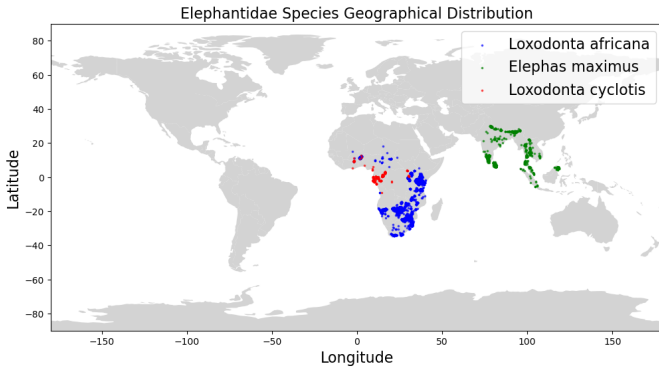 Elephantidae Species Geographical Distribution
Loxodonta africana
Elephas maximus
Loxodonta cyclotis
Latitude
80
60
40
20
0
−20
−40
−60
−80
−150
−100
−50
0
50
100
150
Longitude